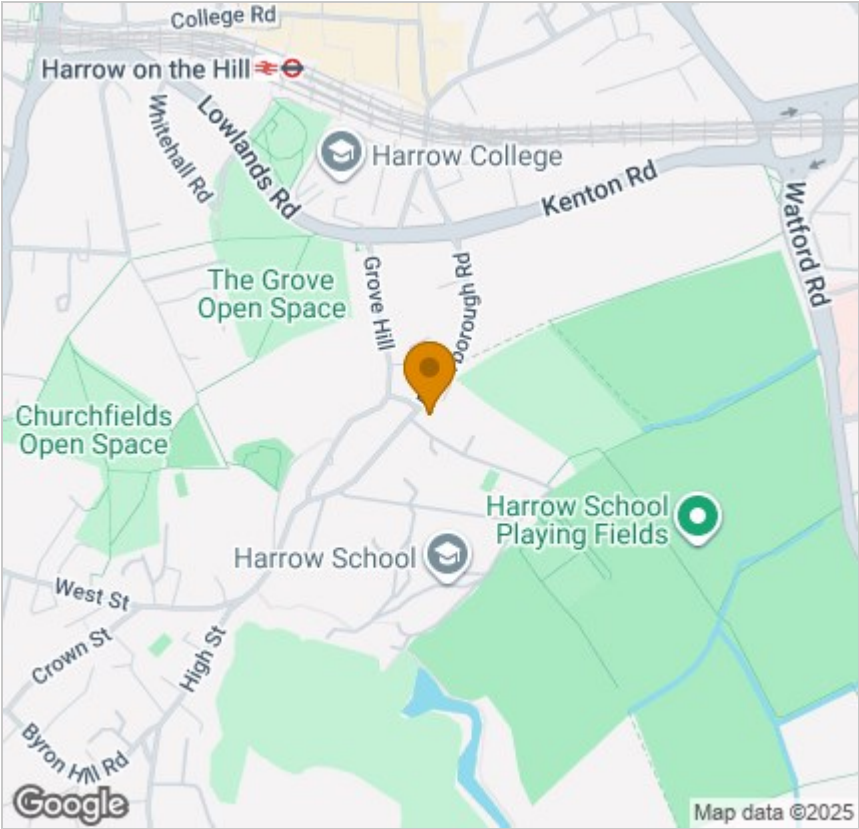 College Rd
Harrow on the Hill
Whitehall Rd
Lowlands Rd
Harrow College
Kenton Rd
Watford Rd
The Grove
Open Space
Grove Hill
borough Rd
Churchfields
Open Space
Harrow School
Playing Fields
Harrow School
West St
Crown St
High St
Byron Hill Rd
Google
Map data ©2025